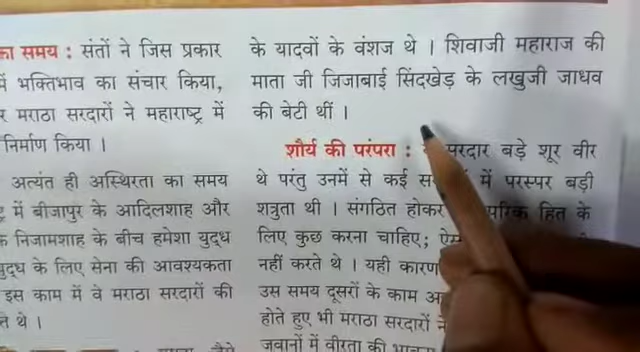 का समय : संतों ने जिस प्रकार
में भक्तिभाव का संचार किया,
मराठा सरदारों ने महाराष्ट्र में
निर्माण किया ।
अत्यंत ही अस्थिरता का समय
में बीजापुर के आदिलशाह और
निजामशाह के बीच हमेशा युद्ध
युद्ध के लिए सेना की आवश्यकता
इस काम में वे मराठा सरदारों की
थे ।
के यादवों के वंशज थे । शिवाजी महाराज की
माता जी जिजाबाई सिंदखेड़ के लखुजी जाधव
की बेटी थीं ।
शौर्य की परंपरा : सरदार बड़े शूर वीर
थे परंतु उनमें से कई में परस्पर बड़ी
शत्रुता थी । संगठित होकर हित के
लिए कुछ करना चाहिए;
नहीं करते थे । यही कारण
उस समय दूसरों के काम
होते हुए भी मराठा सरदारों ने
जवानों में वीरता की